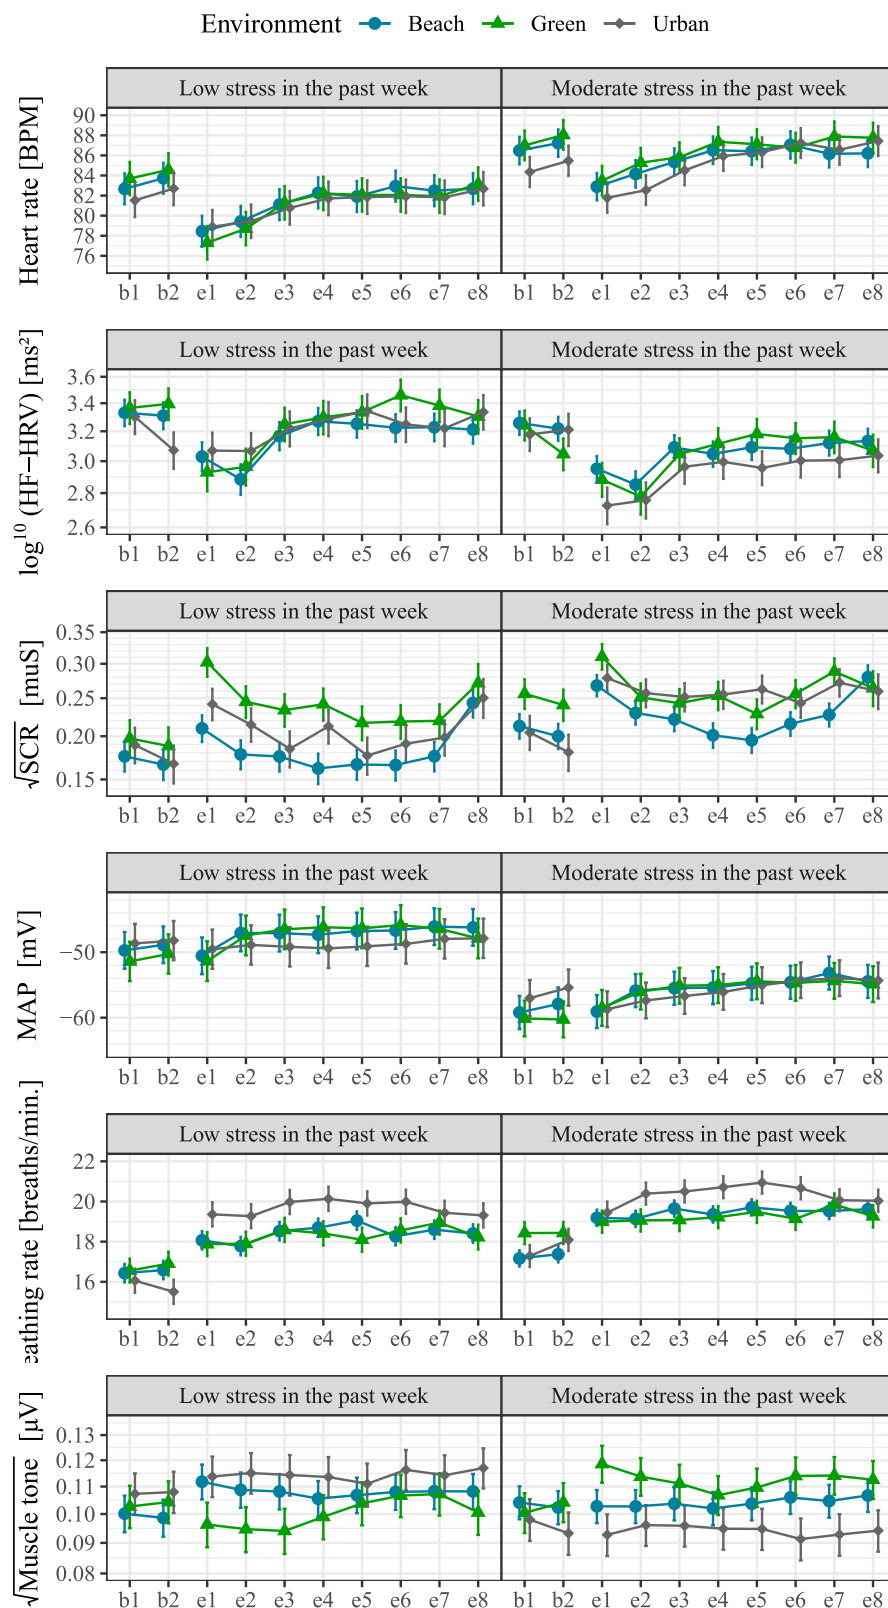 Environment Beach Green Urban
Low stress in the past week Moderate stress in the past week
Heart rate [BPM]
90
88
86
84
82
80
78
76
b1 b2 e1 e2 e3 e4 e5 e6 e7 e8 b1 b2 e1 e2 e3 e4 e5 e6 e7 e8
Low stress in the past week Moderate stress in the past week
log¹⁰ (HF−HRV) [ms²]
3.6
3.4
3.2
3.0
2.8
2.6
b1 b2 e1 e2 e3 e4 e5 e6 e7 e8 b1 b2 e1 e2 e3 e4 e5 e6 e7 e8
Low stress in the past week Moderate stress in the past week
√SCR [muS]
0.35
0.30
0.25
0.20
0.15
b1 b2 e1 e2 e3 e4 e5 e6 e7 e8 b1 b2 e1 e2 e3 e4 e5 e6 e7 e8
Low stress in the past week Moderate stress in the past week
MAP [mV]
−50
−60
b1 b2 e1 e2 e3 e4 e5 e6 e7 e8 b1 b2 e1 e2 e3 e4 e5 e6 e7 e8
Low stress in the past week Moderate stress in the past week
eathing rate [breaths/min.]
22
20
18
16
b1 b2 e1 e2 e3 e4 e5 e6 e7 e8 b1 b2 e1 e2 e3 e4 e5 e6 e7 e8
Low stress in the past week Moderate stress in the past week
√Muscle tone [µV]
0.13
0.12
0.11
0.10
0.09
0.08
b1 b2 e1 e2 e3 e4 e5 e6 e7 e8 b1 b2 e1 e2 e3 e4 e5 e6 e7 e8